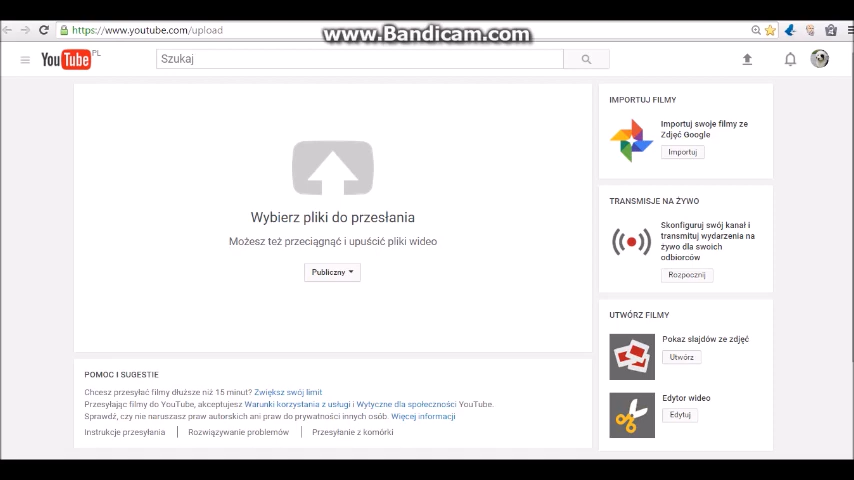 https://www.youtube.com/upload
www.Bandicam.com
YouTube PL
Szukaj
Wybierz pliki do przesłania
Możesz też przeciągnąć i upuścić pliki wideo
Publiczny
IMPORTUJ FILMY
Importuj swoje filmy ze
Zdjęć Google
Importuj
TRANSMISJE NA ŻYWO
Skonfiguruj swój kanał i
transmituj wydarzenia na
żywo dla swoich
odbiorców
Rozpocznij
UTWÓRZ FILMY
Pokaz slajdów ze zdjęć
Utwórz
Edytor wideo
Edytuj
POMOC I SUGESTIE
Chcesz przesyłać filmy dłuższe niż 15 minut? Zwiększ swój limit
Przesyłając filmy do YouTube, akceptujesz Warunki korzystania z usługi i Wytyczne dla społeczności YouTube.
Sprawdź, czy nie naruszasz praw autorskich ani praw do prywatności innych osób. Więcej informacji
Instrukcje przesyłania
Rozwiązywanie problemów
Przesyłanie z komórki